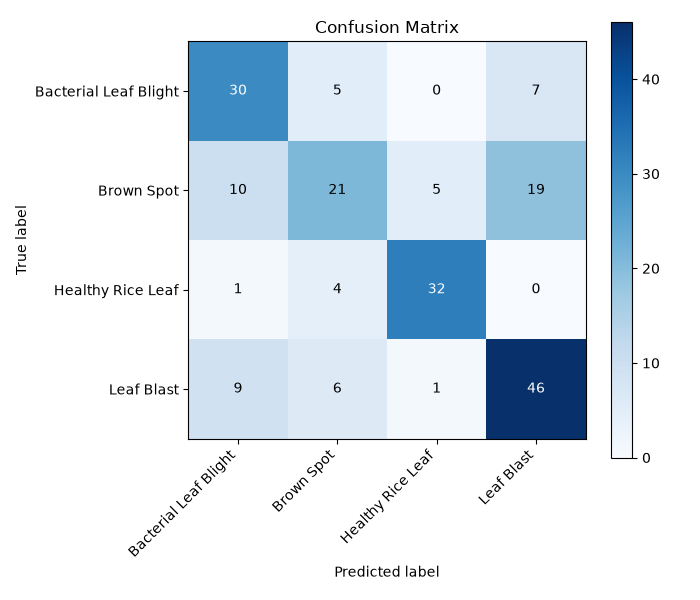 Confusion Matrix
True label
Bacterial Leaf Blight 30 5 0 7
Brown Spot 10 21 5 19
Healthy Rice Leaf 1 4 32 0
Leaf Blast 9 6 1 46
Bacterial Leaf Blight
Brown Spot
Healthy Rice Leaf
Leaf Blast
Predicted label
40
30
20
10
0